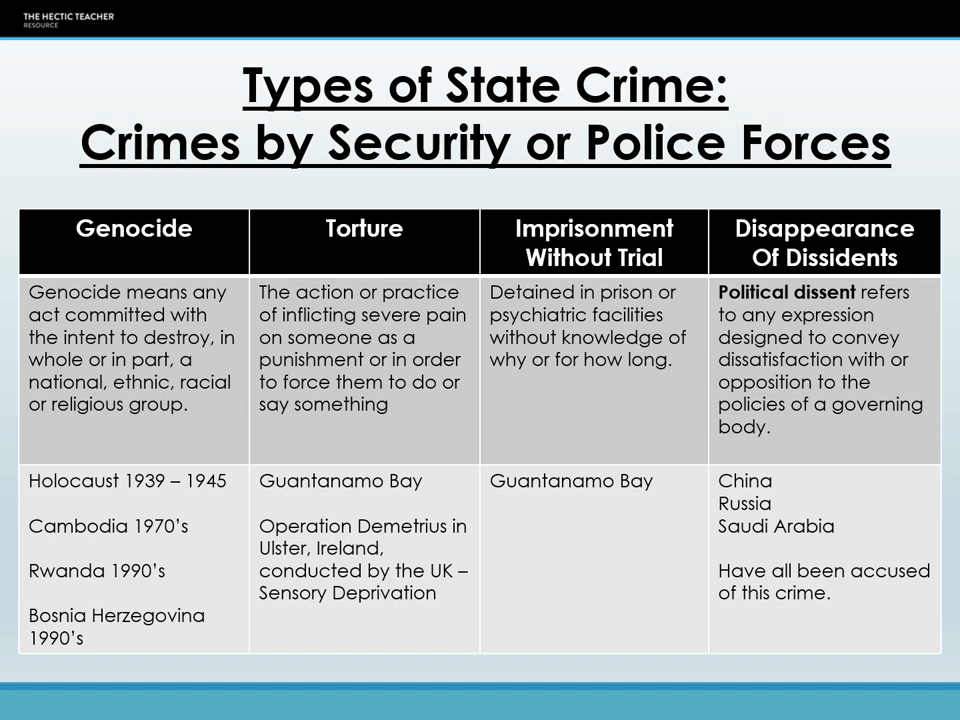 THE HECTIC TEACHER
RESOURCE
Types of State Crime:
Crimes by Security or Police Forces
Genocide
Torture
Imprisonment
Without Trial
Disappearance
Of Dissidents
Genocide means any
act committed with
the intent to destroy, in
whole or in part, a
national, ethnic, racial
or religious group.
The action or practice
of inflicting severe pain
on someone as a
punishment or in order
to force them to do or
say something
Detained in prison or
psychiatric facilities
without knowledge of
why or for how long.
Political dissent refers
to any expression
designed to convey
dissatisfaction with or
opposition to the
policies of a governing
body.
Holocaust 1939 – 1945
Cambodia 1970’s
Rwanda 1990’s
Bosnia Herzegovina
1990’s
Guantanamo Bay
Operation Demetrius in
Ulster, Ireland,
conducted by the UK –
Sensory Deprivation
Guantanamo Bay
China
Russia
Saudi Arabia
Have all been accused
of this crime.